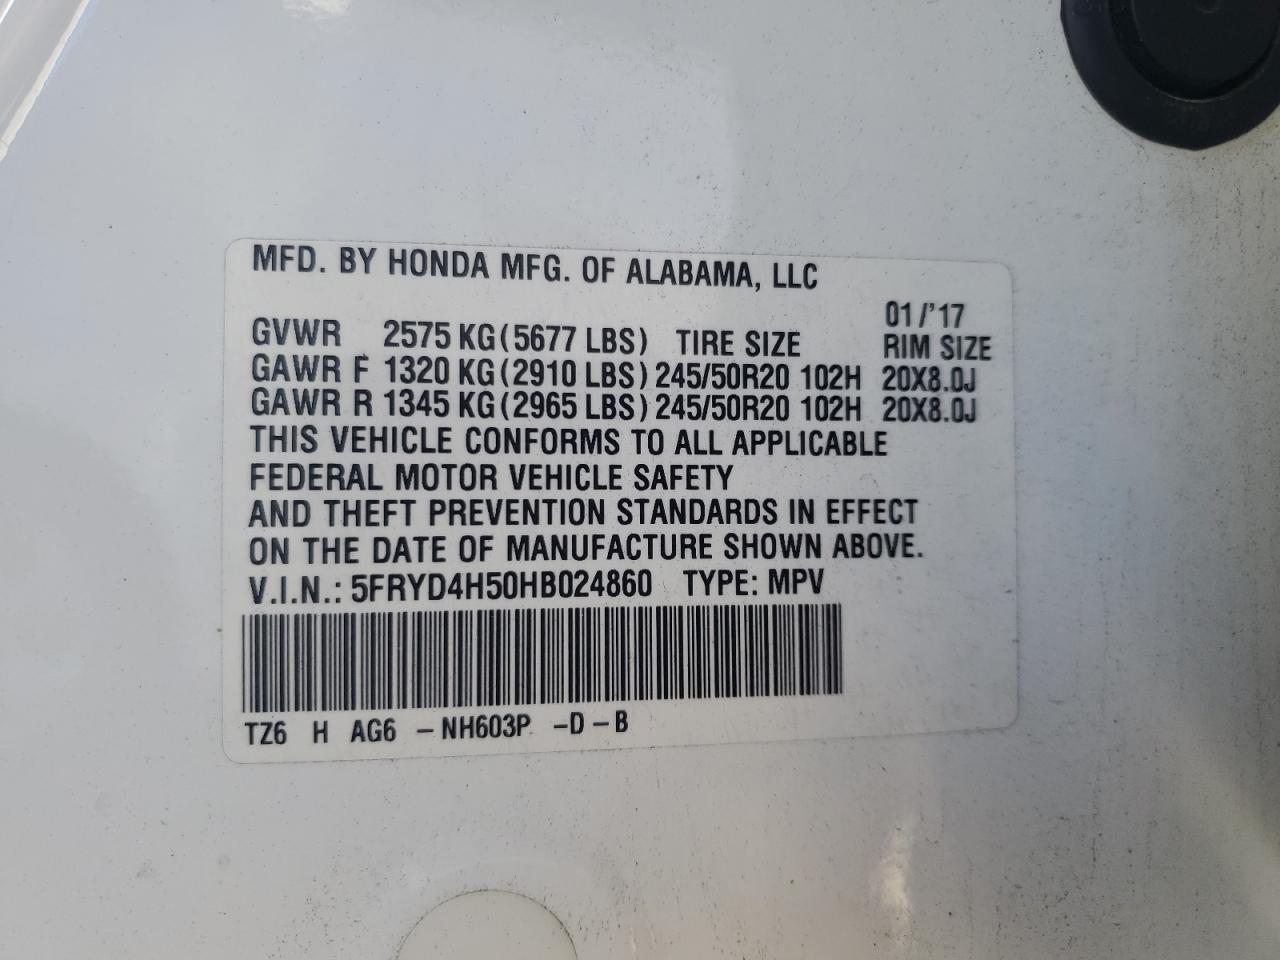 MFD. BY HONDA MFG. OF ALABAMA, LLC
01/'17
GVWR 2575 KG(5677 LBS) TIRE SIZE RIM SIZE
GAWR F 1320 KG(2910 LBS) 245/50R20 102H 20X8.0J
GAWR R 1345 KG(2965 LBS) 245/50R20 102H 20X8.0J
THIS VEHICLE CONFORMS TO ALL APPLICABLE
FEDERAL MOTOR VEHICLE SAFETY
AND THEFT PREVENTION STANDARDS IN EFFECT
ON THE DATE OF MANUFACTURE SHOWN ABOVE.
V.I.N.: 5FRYD4H50HB024860 TYPE: MPV
TZ6 H AG6 -NH603P -D-B